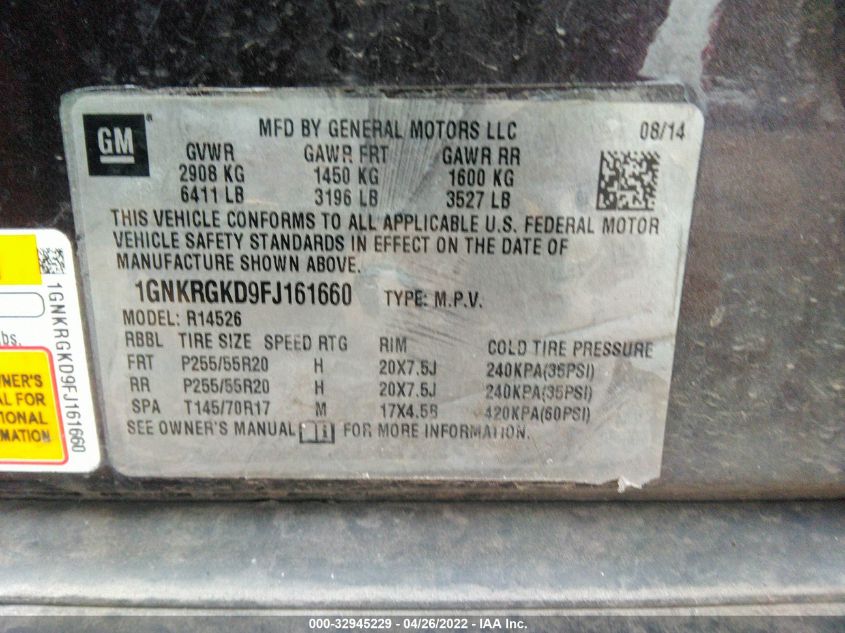 GM ®
MFD BY GENERAL MOTORS LLC 08/14
GVWR GAWR FRT GAWR RR
2908 KG 1450 KG 1600 KG
6411 LB 3196 LB 3527 LB
THIS VEHICLE CONFORMS TO ALL APPLICABLE U.S. FEDERAL MOTOR
VEHICLE SAFETY STANDARDS IN EFFECT ON THE DATE OF
MANUFACTURE SHOWN ABOVE.
1GNKRGKD9FJ161660 TYPE: M.P.V.
MODEL: R14526
RBBL TIRE SIZE SPEED RTG RIM COLD TIRE PRESSURE
FRT P255/55R20 H 20X7.5J 240KPA(35PSI)
RR P255/55R20 H 20X7.5J 240KPA(35PSI)
SPA T145/70R17 M 17X4.5B 420KPA(60PSI)
SEE OWNER'S MANUAL FOR MORE INFORMATION.
1GNKRGKD9FJ161660
lbs.
WNER'S
AL FOR
TIONAL
RMATION
000-32945229 - 04/26/2022 - © IAA Inc.